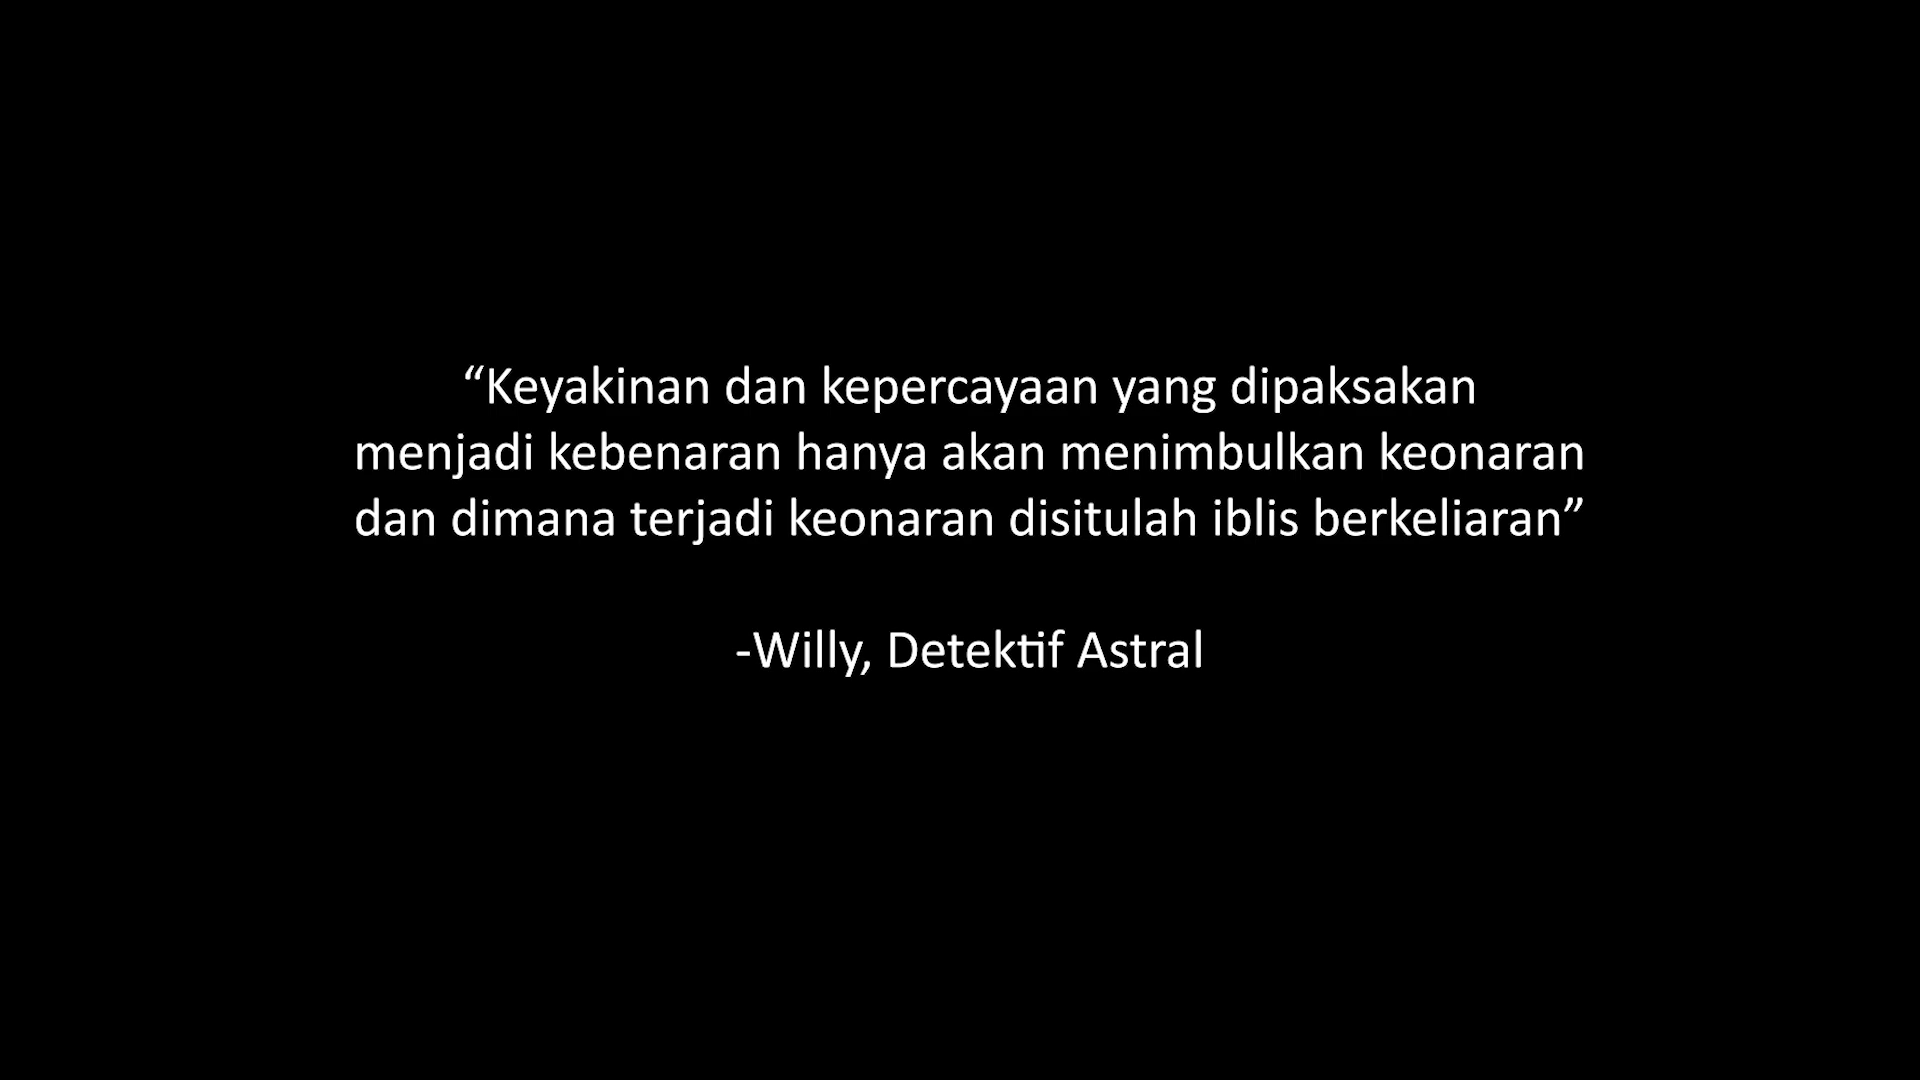 “Keyakinan dan kepercayaan yang dipaksakan
menjadi kebenaran hanya akan menimbulkan keonaran
dan dimana terjadi keonaran disitulah iblis berkeliaran”
-Willy, Detektif Astral